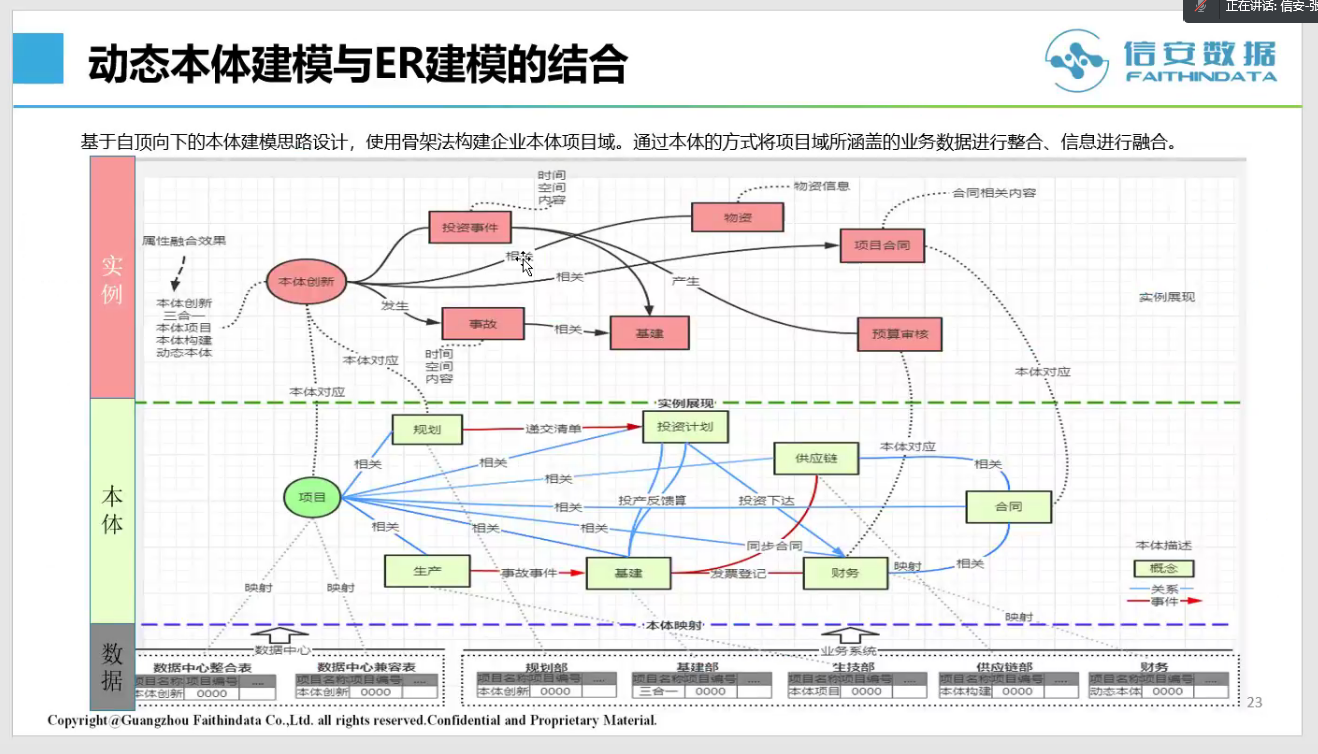 正在讲话: 信安-张
动态本体建模与ER建模的结合
信安数据
FAITHINDATA
基于自顶向下的本体建模思路设计，使用骨架法构建企业本体项目域。通过本体的方式将项目域所涵盖的业务数据进行整合、信息进行融合。
实例
时间
空间
内容
物资信息
合同相关内容
投资事件
物资
项目合同
属性融合效果
相关
本体创新
相关
产生
本体创新
三合一
本体项目
本体构建
动态本体
发生
事故
相关
基建
预算审核
实例展现
时间
空间
内容
本体对应
本体对应
本体对应
实例展现
本体
规划
递交清单
投资计划
供应链
本体对应
相关
相关
相关
相关
项目
相关
投产反馈算
投资下达
合同
相关
相关
相关
同步合同
生产
事故事件
基建
发票登记
财务
映射
相关
本体描述
概念
关系
事件
映射
映射
映射
本体映射
数据
数据中心
业务系统
数据中心整合表
项目名称 项目编号 ....
本体创新 0000
数据中心兼容表
项目名称 项目编号 ....
本体创新 0000
规划部
项目名称 项目编号 ....
本体创新 0000
基建部
项目名称 项目编号 ....
三合一 0000
生技部
项目名称 项目编号 ....
本体项目 0000
供应链部
项目名称 项目编号 ....
本体构建 0000
财务
项目名称 项目编号 ....
动态本体 0000
23
Copyright@Guangzhou Faithindata Co.,Ltd. all rights reserved.Confidential and Proprietary Material.